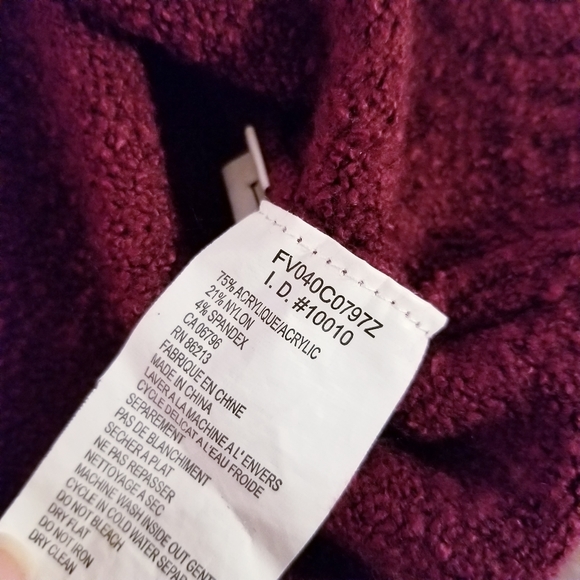 FV040C0797Z
I. D. #10010
75% ACRYLIQUE/ACRYLIC
21% NYLON
4% SPANDEX
CA 06796
RN 86213
FABRIQUE EN CHINE
MADE IN CHINA
LAVER A LA MACHINE A L' ENVERS
CYCLE DELICAT A L'EAU FROIDE
SEPAREMENT
PAS DE BLANCHIMENT
SECHER A PLAT
NE PAS REPASSER
NETTOYAGE A SEC
MACHINE WASH INSIDE OUT GENT
CYCLE IN COLD WATER SEPAR
DO NOT BLEACH
DRY FLAT
DO NOT IRON
DRY CLEAN